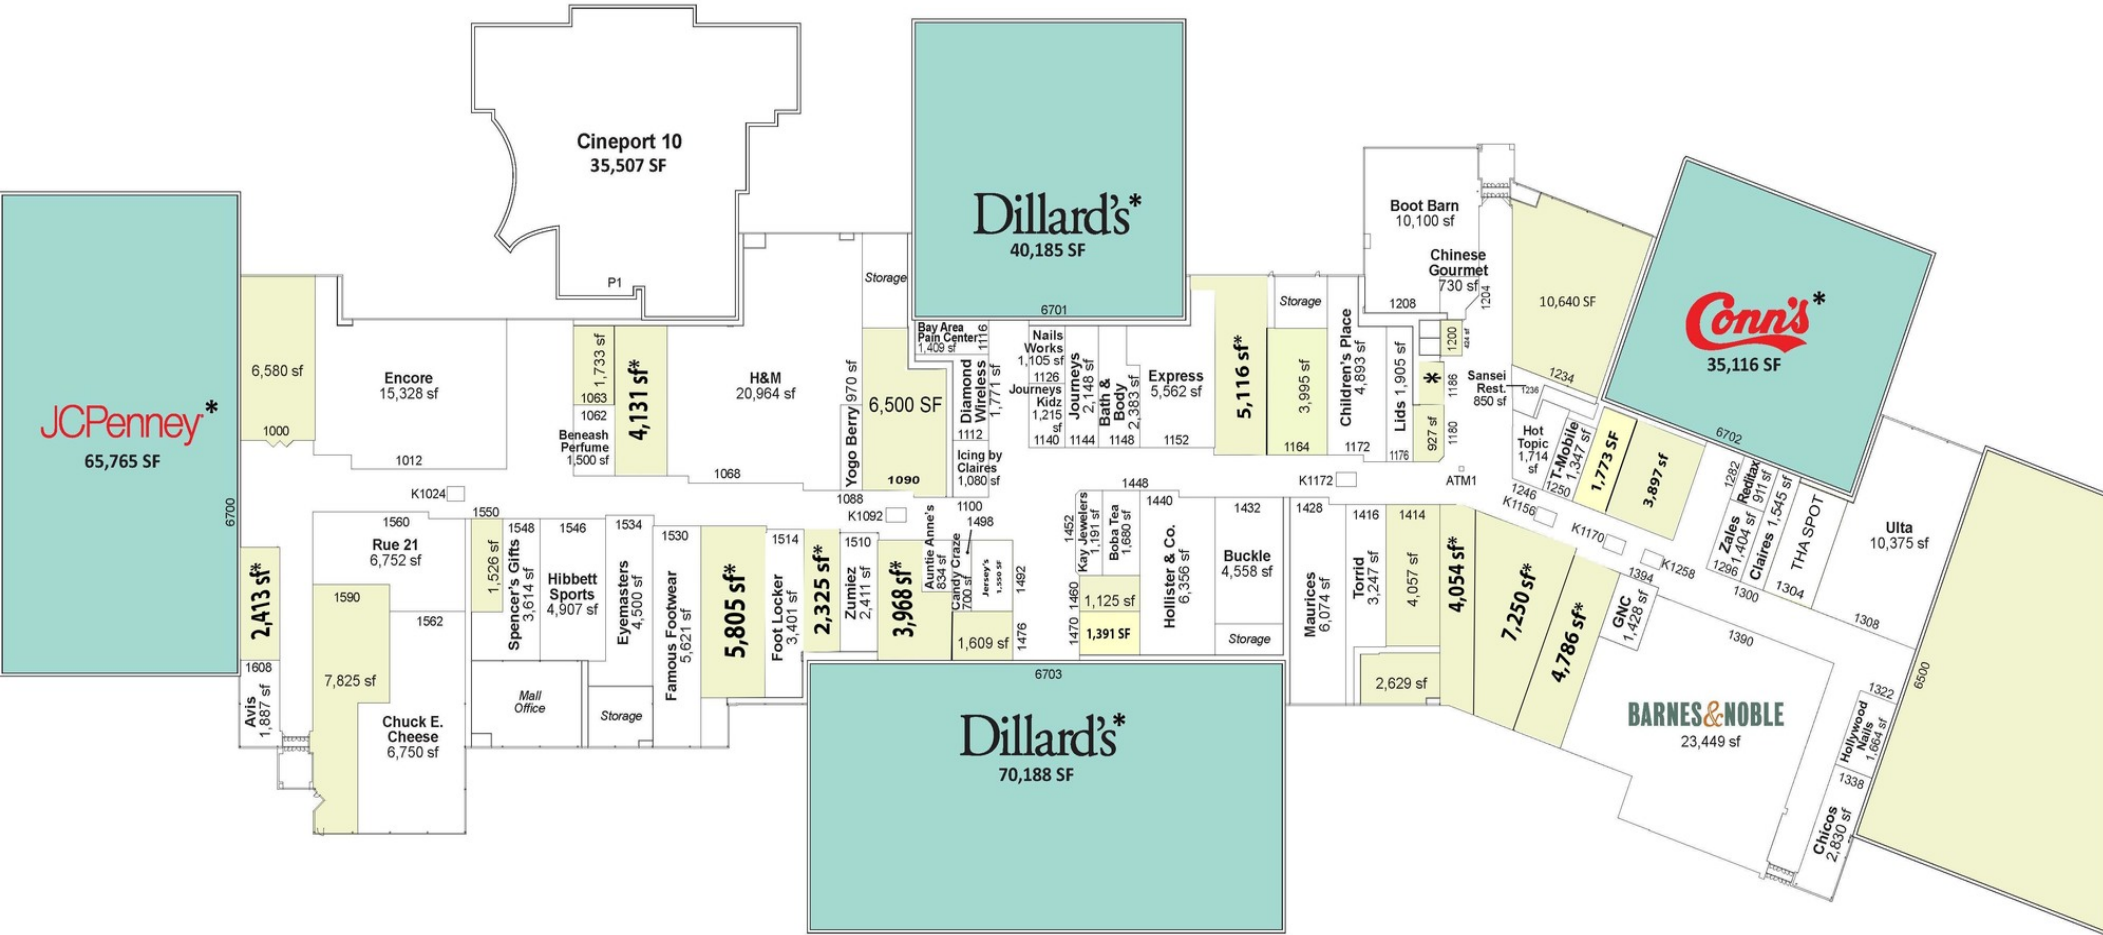 Cineport 10
35,507 SF
P1
JCPenney*
65,765 SF
6700
6,580 sf
1000
Encore
15,328 sf
1012
1,733 sf
1063
1062
Beneash
Perfume
1,500 sf
4,131 sf*
H&M
20,964 sf
1068
Storage
Yogo Berry 970 sf
1088
6,500 SF
1090
Dillard's*
40,185 SF
6701
Bay Area
Pain Center
1,409 sf
1116
Diamond
Wireless
1,771 sf
1112
Icing by
Claires
1,080 sf
1100
Nails
Works
1,105 sf
1126
Journeys
Kidz
1,215
sf
1140
Journeys
2,148 sf
1144
Bath &
Body
2,383 sf
1148
Express
5,562 sf
1152
5,116 sf*
Storage
3,995 sf
1164
Children's Place
4,893 sf
1172
Lids 1,905 sf
1176
Boot Barn
10,100 sf
1208
Chinese
Gourmet
730 sf
1204
1200
424 sf
*
1186
927 sf
1180
10,640 SF
1234
Sansei
Rest.
850 sf
1236
Hot
Topic
1,714
sf
1246
T-Mobile
1,347 sf
1250
1,773 SF
3,897 sf
Conn's*
35,116 SF
6702
1282
Reditax
911 sf
Zales
1,404 sf
1296
Claires 1,545 sf
1300
THA SPOT
1304
Ulta
10,375 sf
1308
6500
K1024
K1092
K1172
ATM1
K1156
K1170
K1258
2,413 sf*
1608
Avis
1,887 sf
1560
Rue 21
6,752 sf
1590
7,825 sf
1562
Chuck E.
Cheese
6,750 sf
1550
1,526 sf
1548
Spencer's Gifts
3,614 sf
1546
Hibbett
Sports
4,907 sf
Mall
Office
1534
Eyemasters
4,500 sf
Storage
1530
Famous Footwear
5,621 sf
5,805 sf*
1514
Foot Locker
3,401 sf
2,325 sf*
1510
Zumiez
2,411 sf
3,968 sf*
Auntie Anne's
834 sf
Candy Craze
700 sf
1498
Jersey's
1,550 SF
1492
1,609 sf
1476
Dillard's*
70,188 SF
6703
1452
Kay Jewelers
1,191 sf
1448
Boba Tea
1,680 sf
1460
1,125 sf
1470
1,391 SF
1440
Hollister & Co.
6,356 sf
1432
Buckle
4,558 sf
Storage
1428
Maurices
6,074 sf
1416
Torrid
3,247 sf
1414
4,057 sf
2,629 sf
4,054 sf*
7,250 sf*
4,786 sf*
1394
GNC
1,428 sf
1390
BARNES&NOBLE
23,449 sf
1322
Hollywood
Nails
1,664 sf
1338
Chicos
2,830 sf